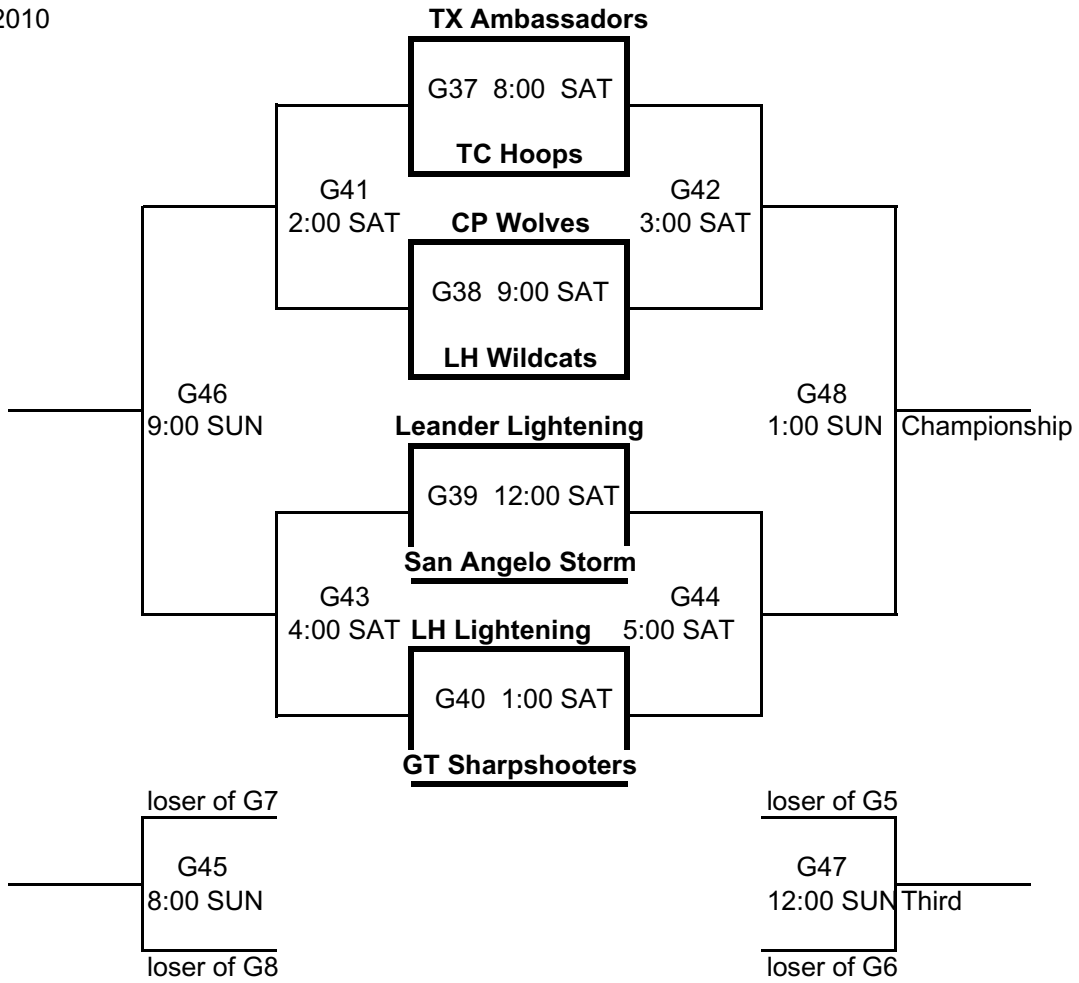 2010
TX Ambassadors
G37 8:00 SAT
TC Hoops
G41
2:00 SAT
G42
3:00 SAT
CP Wolves
G38 9:00 SAT
LH Wildcats
G46
9:00 SUN
G48
1:00 SUN
Championship
Leander Lightening
G39 12:00 SAT
San Angelo Storm
G43
4:00 SAT
G44
5:00 SAT
LH Lightening
G40 1:00 SAT
GT Sharpshooters
loser of G7
G45
8:00 SUN
loser of G8
loser of G5
G47
12:00 SUN
Third
loser of G6